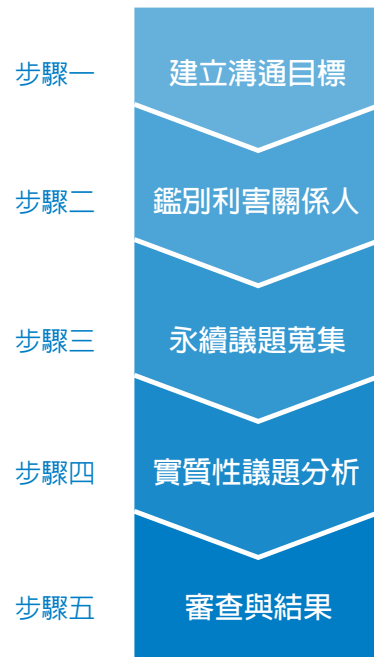 步驟一 建立溝通目標
步驟二 鑑別利害關係人
步驟三 永續議題蒐集
步驟四 實質性議題分析
步驟五 審查與結果